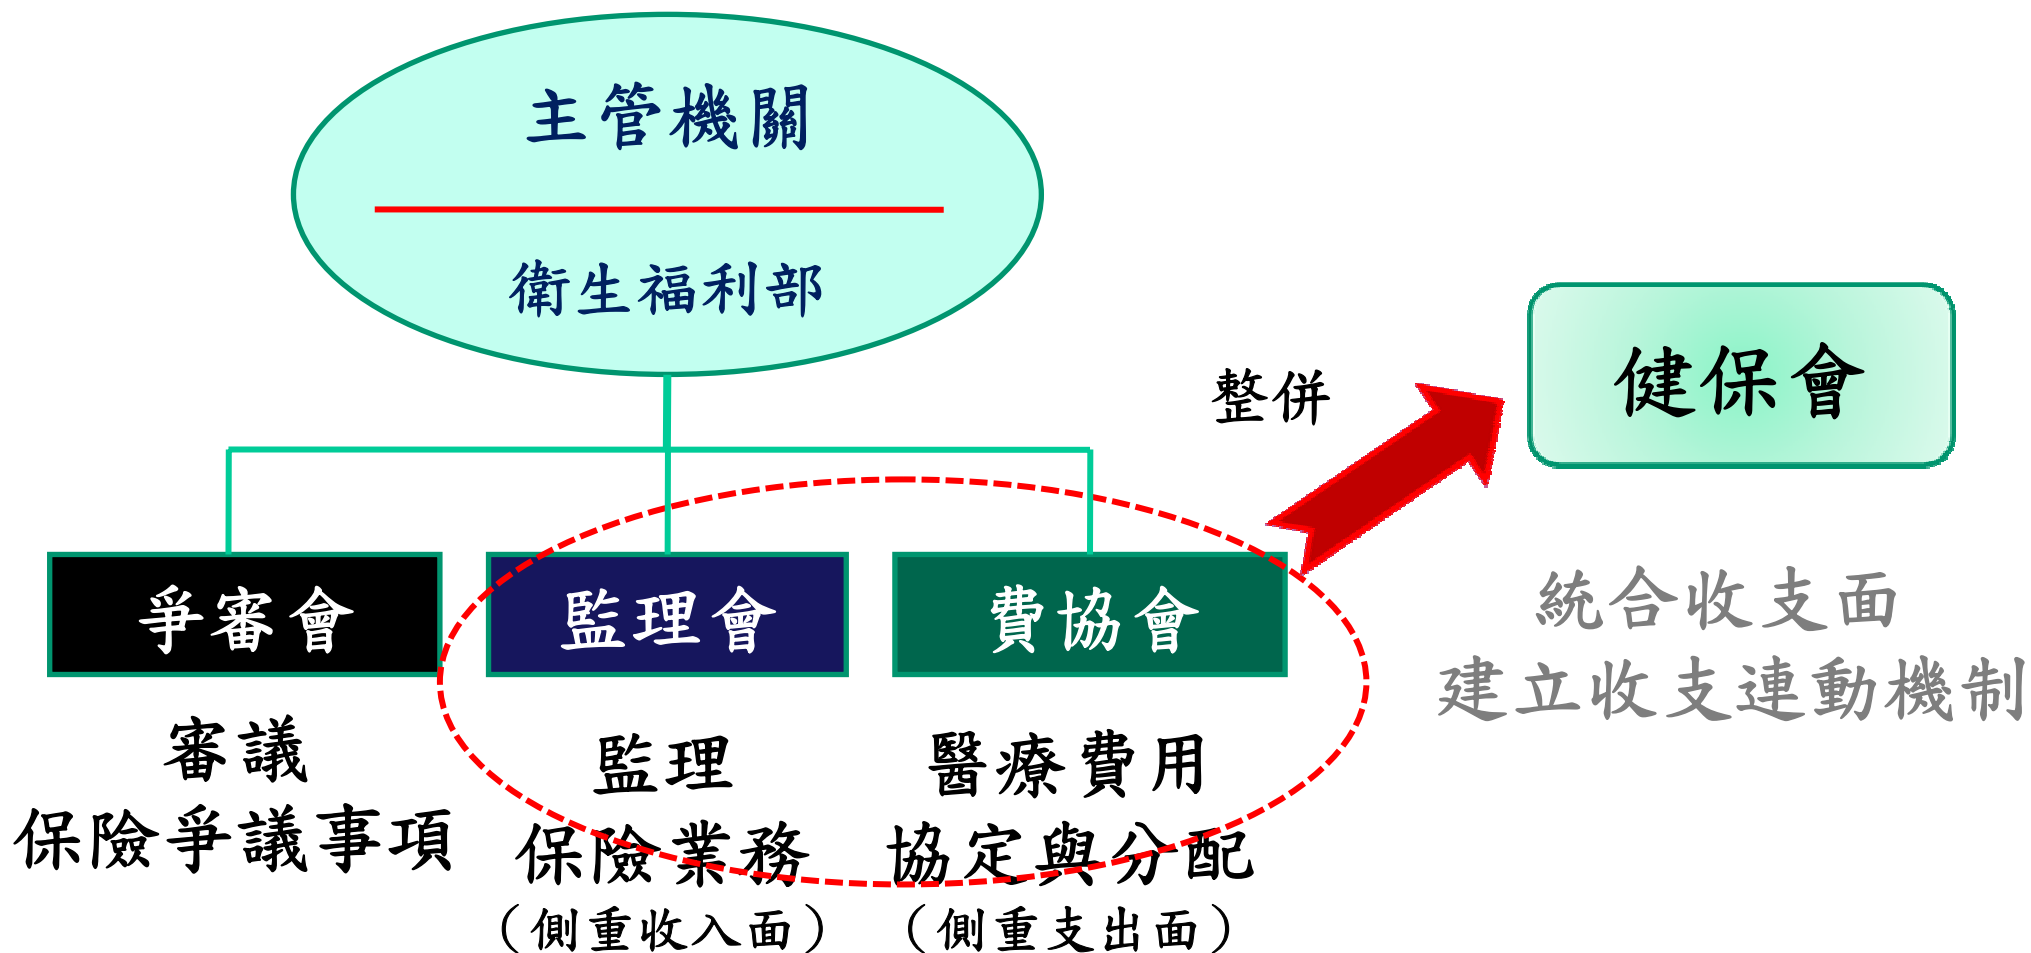 主管機關
衛生福利部
整併
健保會
統合收支面
建立收支連動機制
爭審會
審議
保險爭議事項
監理會
監理
保險業務
（側重收入面）
費協會
醫療費用
協定與分配
（側重支出面）